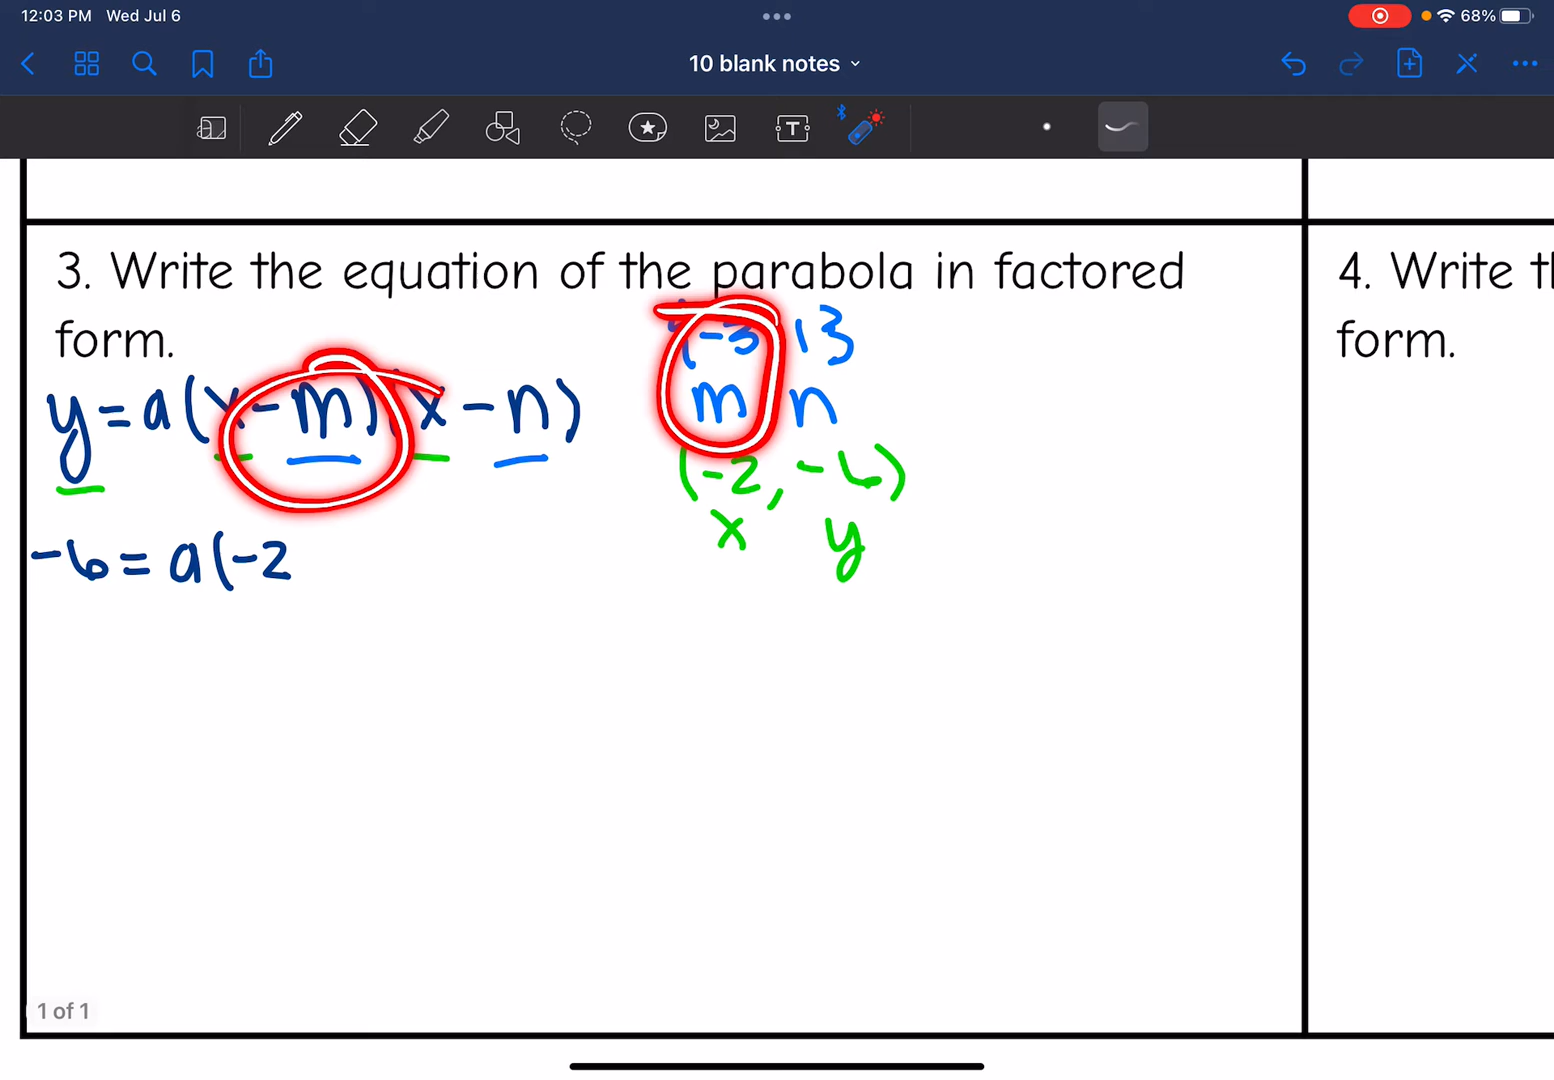 12:03 PM Wed Jul 6
68%
10 blank notes
T
3. Write the equation of the parabola in factored
form.
{-3, 1}
m n
y = a(x - m)(x - n)
(-2, -6)
x y
-6 = a(-2
4. Write t
form.
1 of 1